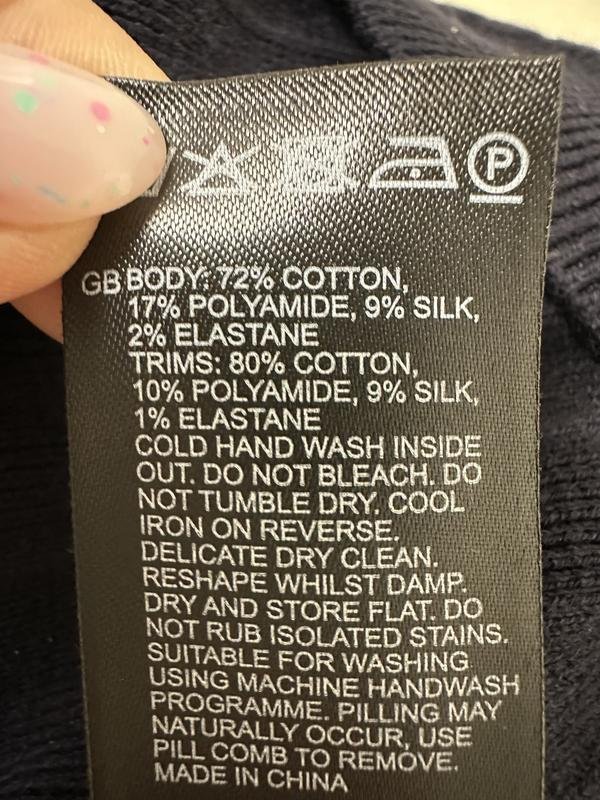 P
GB BODY: 72% COTTON,
17% POLYAMIDE, 9% SILK,
2% ELASTANE
TRIMS: 80% COTTON,
10% POLYAMIDE, 9% SILK,
1% ELASTANE
COLD HAND WASH INSIDE
OUT. DO NOT BLEACH. DO
NOT TUMBLE DRY. COOL
IRON ON REVERSE.
DELICATE DRY CLEAN.
RESHAPE WHILST DAMP.
DRY AND STORE FLAT. DO
NOT RUB ISOLATED STAINS.
SUITABLE FOR WASHING
USING MACHINE HANDWASH
PROGRAMME. PILLING MAY
NATURALLY OCCUR, USE
PILL COMB TO REMOVE.
MADE IN CHINA